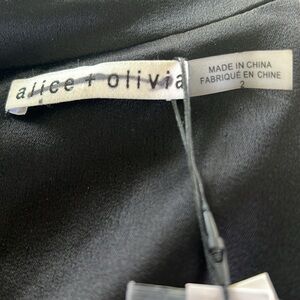 alice + olivia
MADE IN CHINA
FABRIQUÉ EN CHINE
2